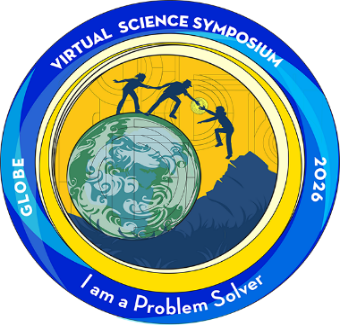 VIRTUAL SCIENCE SYMPOSIUM
GLOBE
2026
I am a Problem Solver